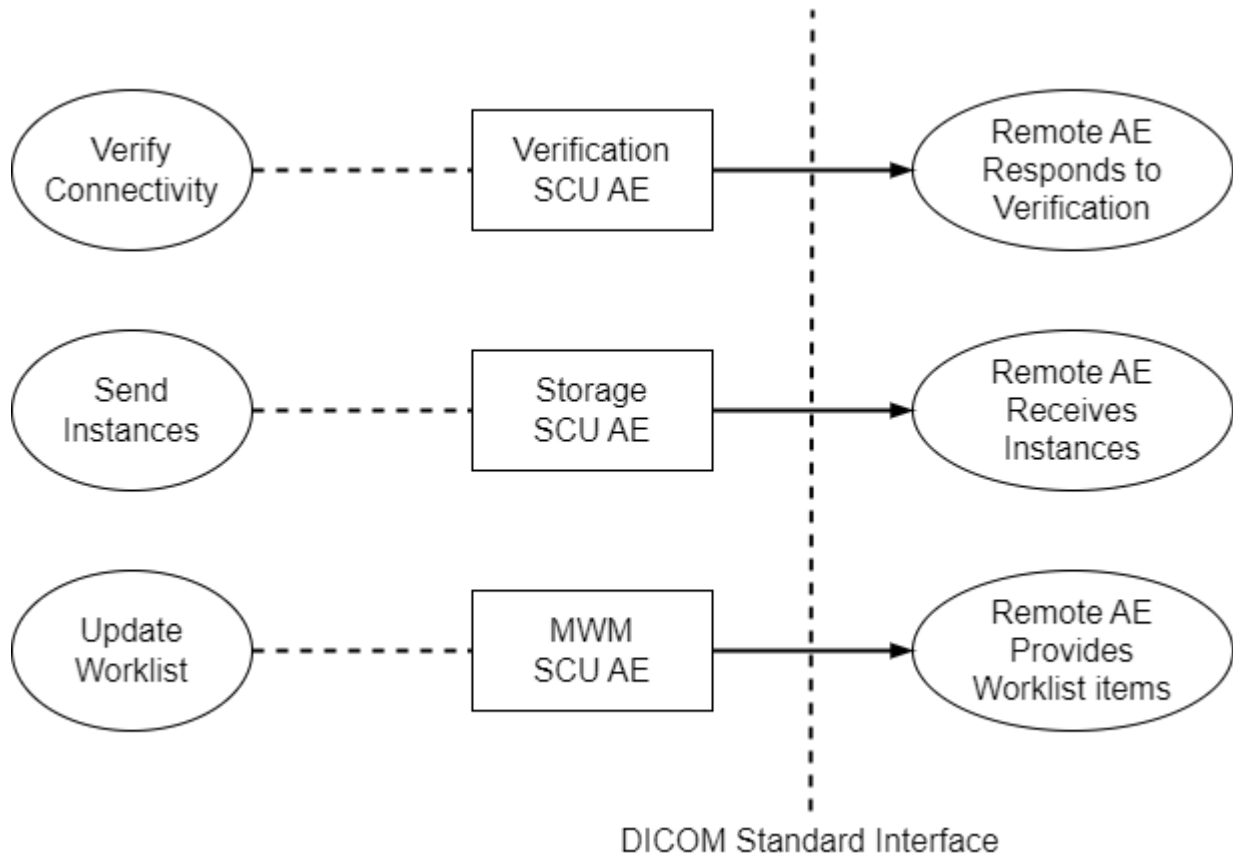 Verify
Connectivity
Verification
SCU AE
Remote AE
Responds to
Verification
Send
Instances
Storage
SCU AE
Remote AE
Receives
Instances
Update
Worklist
MWM
SCU AE
Remote AE
Provides
Worklist items
DICOM Standard Interface